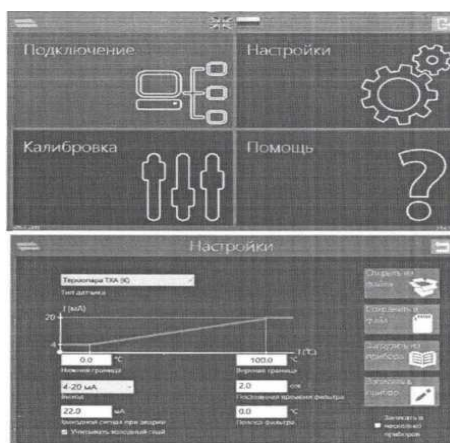 Подключение
Настройки
Калибровка
Помощь
Настройки
Термопара ТХА (К)
Тип датчика
I (мА)
20
4
T (°C)
0.0 °C
100.0 °C
Нижняя граница
Верхняя граница
4-20 мА
2.0
Выход
Постоянная времени фильтра
22.0 мА
0.0 °C
Выходной сигнал при аварии
Полоса фильтра
Учитывать холодный спай
Открыть из файла
Сохранить в файл
Загрузить из прибора
Записать в прибор
Записать в несколько приборов